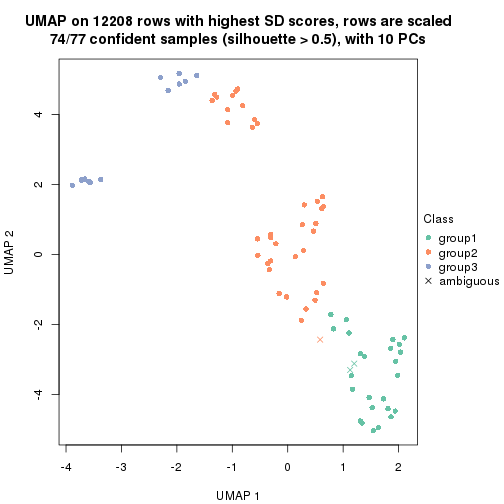 UMAP on 12208 rows with highest SD scores, rows are scaled
74/77 confident samples (silhouette > 0.5), with 10 PCs
UMAP 2
4
2
0
-2
-4
-4
-3
-2
-1
0
1
2
UMAP 1
Class
group1
group2
group3
ambiguous